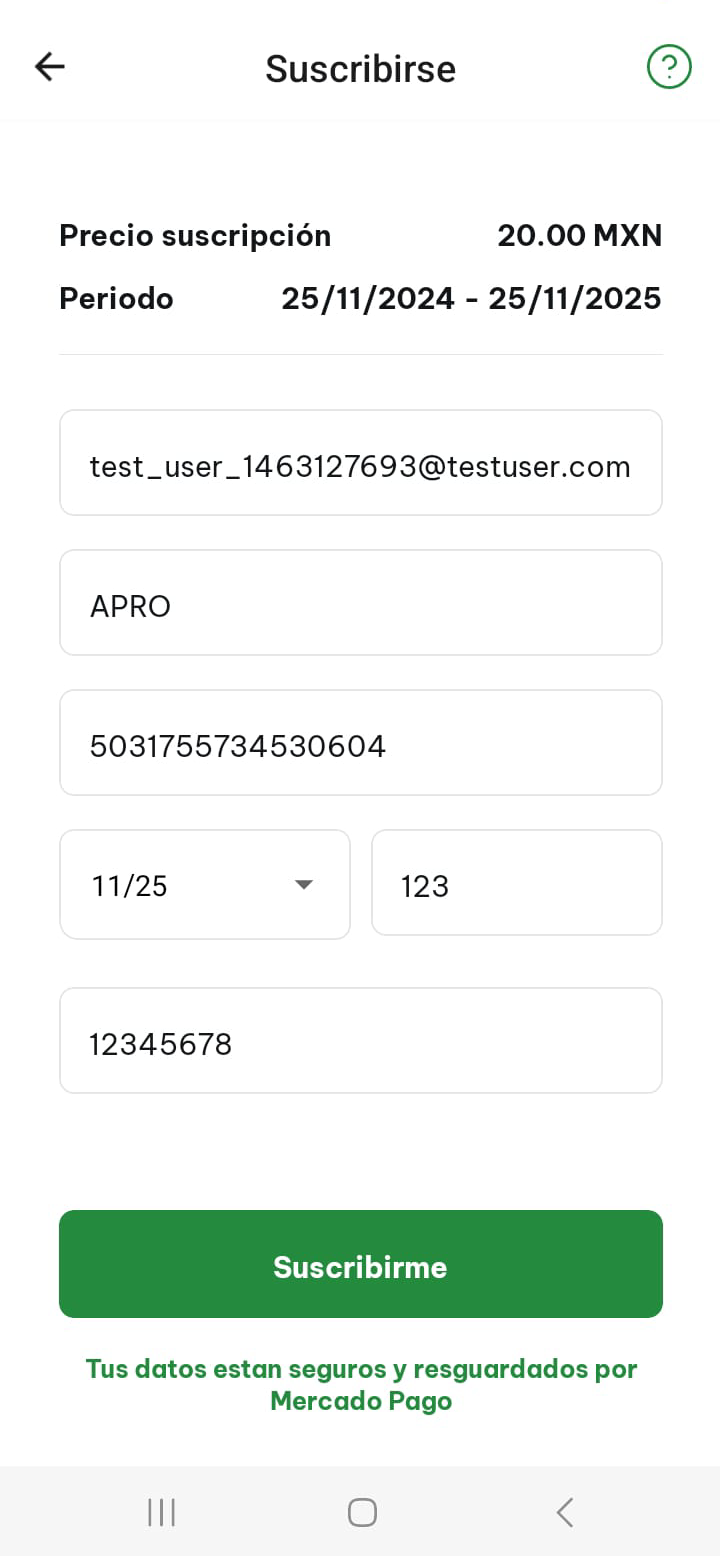 Suscribirse
?
Precio suscripción 20.00 MXN
Periodo 25/11/2024 - 25/11/2025
test_user_1463127693@testuser.com
APRO
5031755734530604
11/25 123
12345678
Suscribirme
Tus datos estan seguros y resguardados por
Mercado Pago